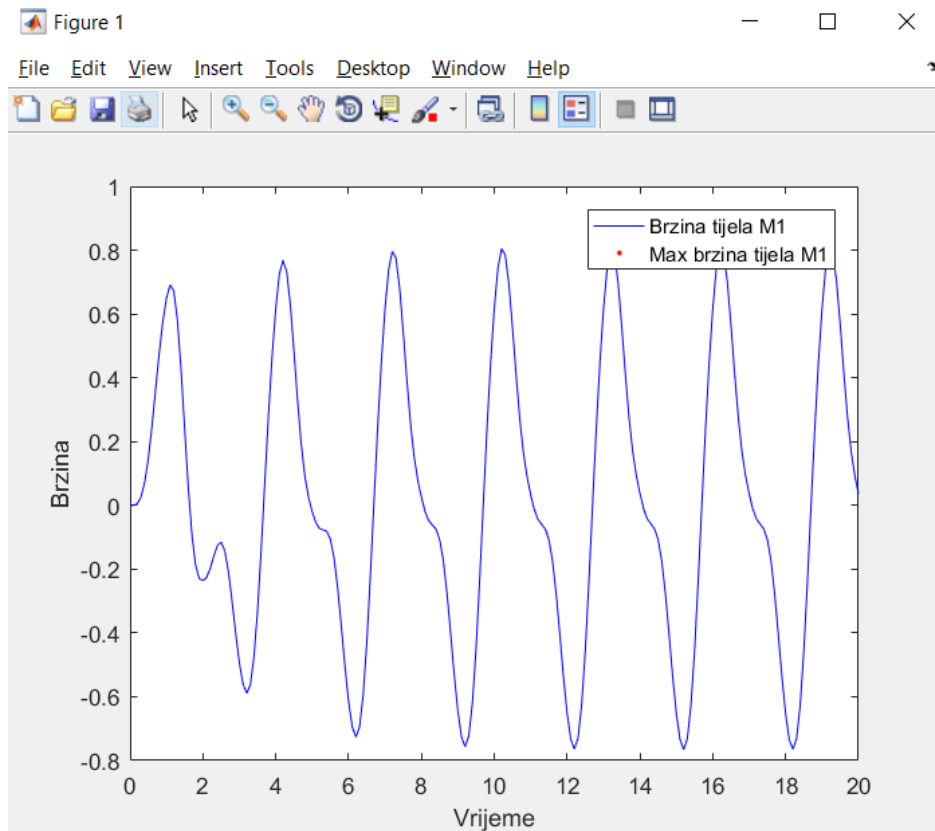 Figure 1
File Edit View Insert Tools Desktop Window Help
1
0.8
0.6
0.4
0.2
0
-0.2
-0.4
-0.6
-0.8
Brzina
Brzina tijela M1
Max brzina tijela M1
0 2 4 6 8 10 12 14 16 18 20
Vrijeme